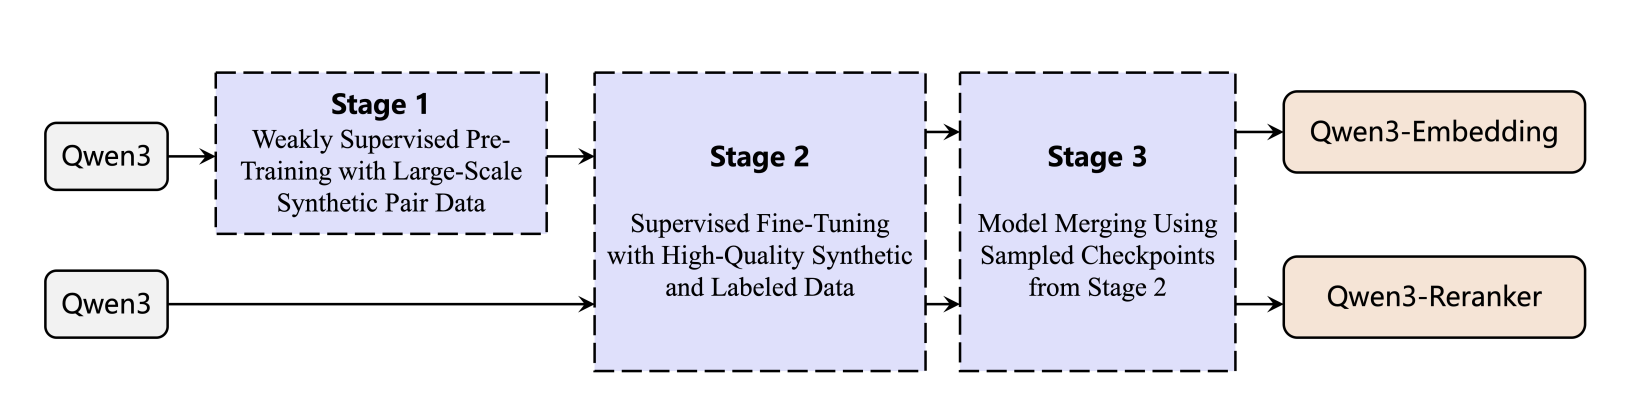 Qwen3
Stage 1
Weakly Supervised Pre-
Training with Large-Scale
Synthetic Pair Data
Qwen3
Stage 2
Supervised Fine-Tuning
with High-Quality Synthetic
and Labeled Data
Stage 3
Model Merging Using
Sampled Checkpoints
from Stage 2
Qwen3-Embedding
Qwen3-Reranker